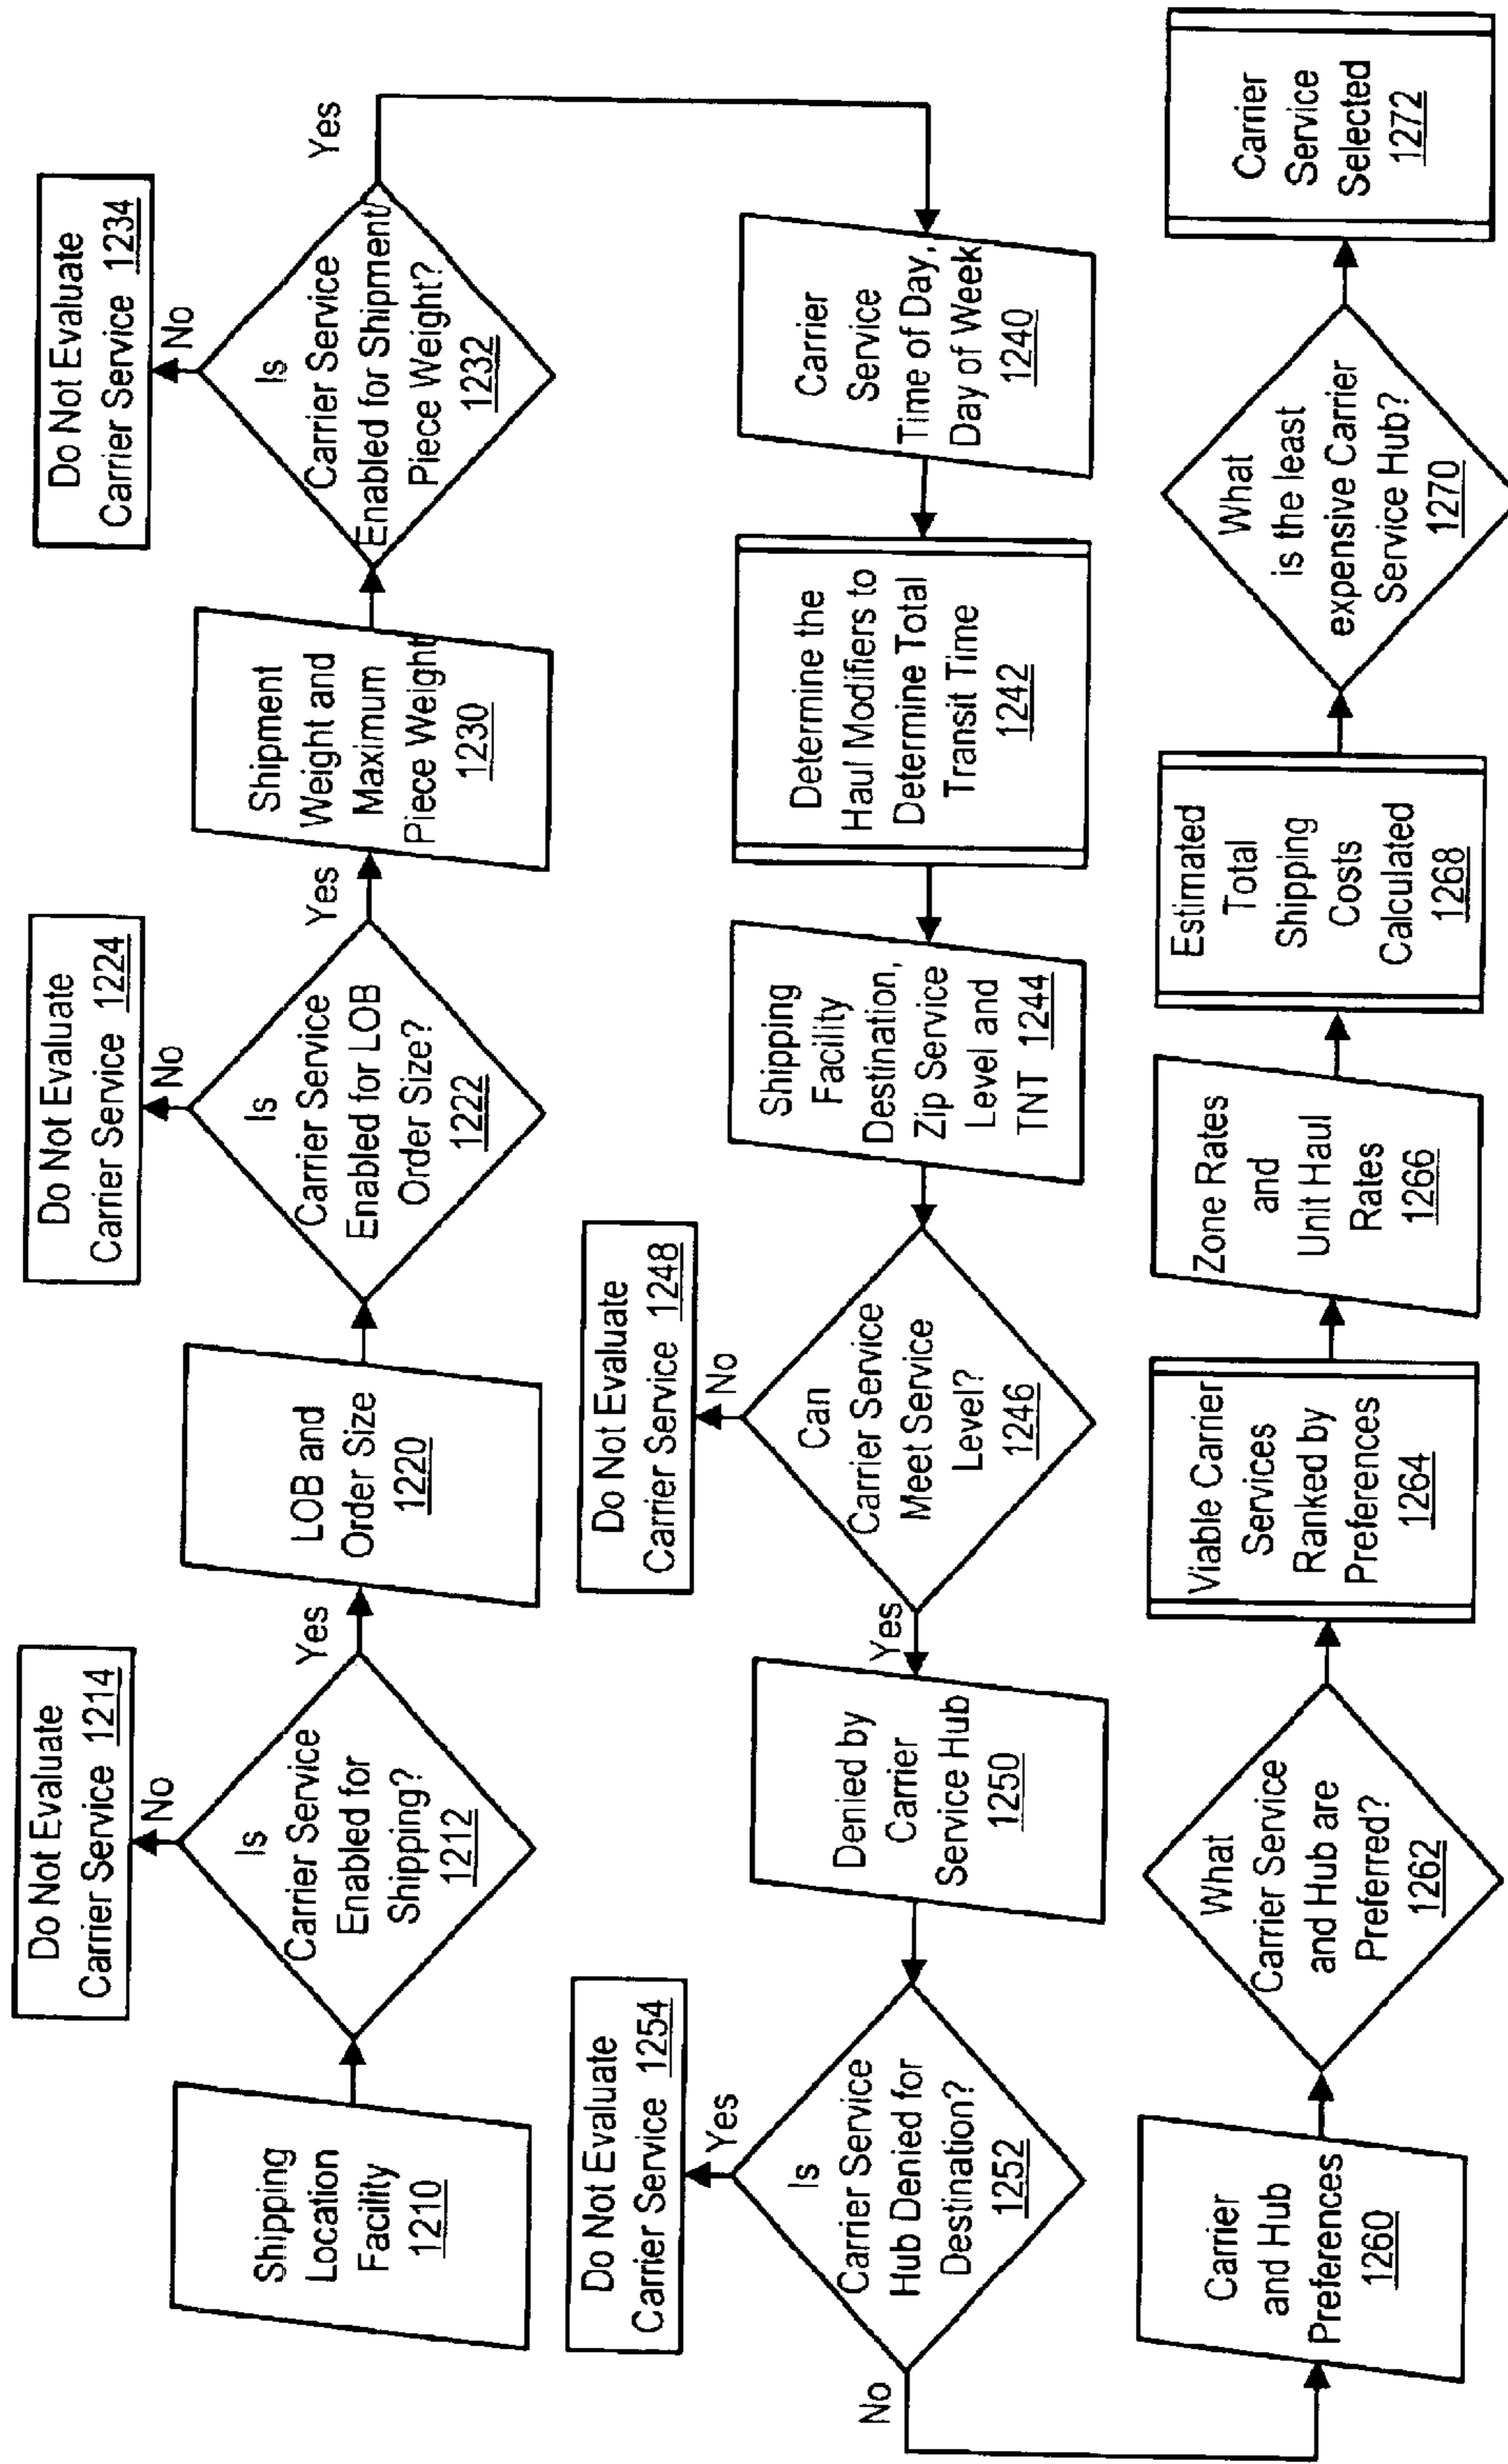 Shipping
Location
Facility
1210
Is
Carrier Service
Enabled for
Shipping?
1212
No
Do Not Evaluate
Carrier Service 1214
Yes
LOB and
Order Size
1220
Is
Carrier Service
Enabled for LOB
Order Size?
1222
No
Do Not Evaluate
Carrier Service 1224
Yes
Shipment
Weight and
Maximum
Piece Weight
1230
Is
Carrier Service
Enabled for Shipment/
Piece Weight?
1232
No
Do Not Evaluate
Carrier Service 1234
Yes
Carrier
Service
Time of Day,
Day of Week
1240
Determine the
Haul Modifiers to
Determine Total
Transit Time
1242
Shipping
Facility
Destination,
Zip Service
Level and
TNT 1244
Can
Carrier Service
Meet Service
Level?
1246
No
Do Not Evaluate
Carrier Service 1248
Yes
Denied by
Carrier
Service Hub
1250
Is
Carrier Service
Hub Denied for
Destination?
1252
Yes
Do Not Evaluate
Carrier Service 1254
No
Carrier
and Hub
Preferences
1260
What
Carrier Service
and Hub are
Preferred?
1262
Viable Carrier
Services
Ranked by
Preferences
1264
Zone Rates
and
Unit Haul
Rates
1266
Estimated
Total
Shipping
Costs
Calculated
1268
What
is the least
expensive Carrier
Service Hub?
1270
Carrier
Service
Selected
1272